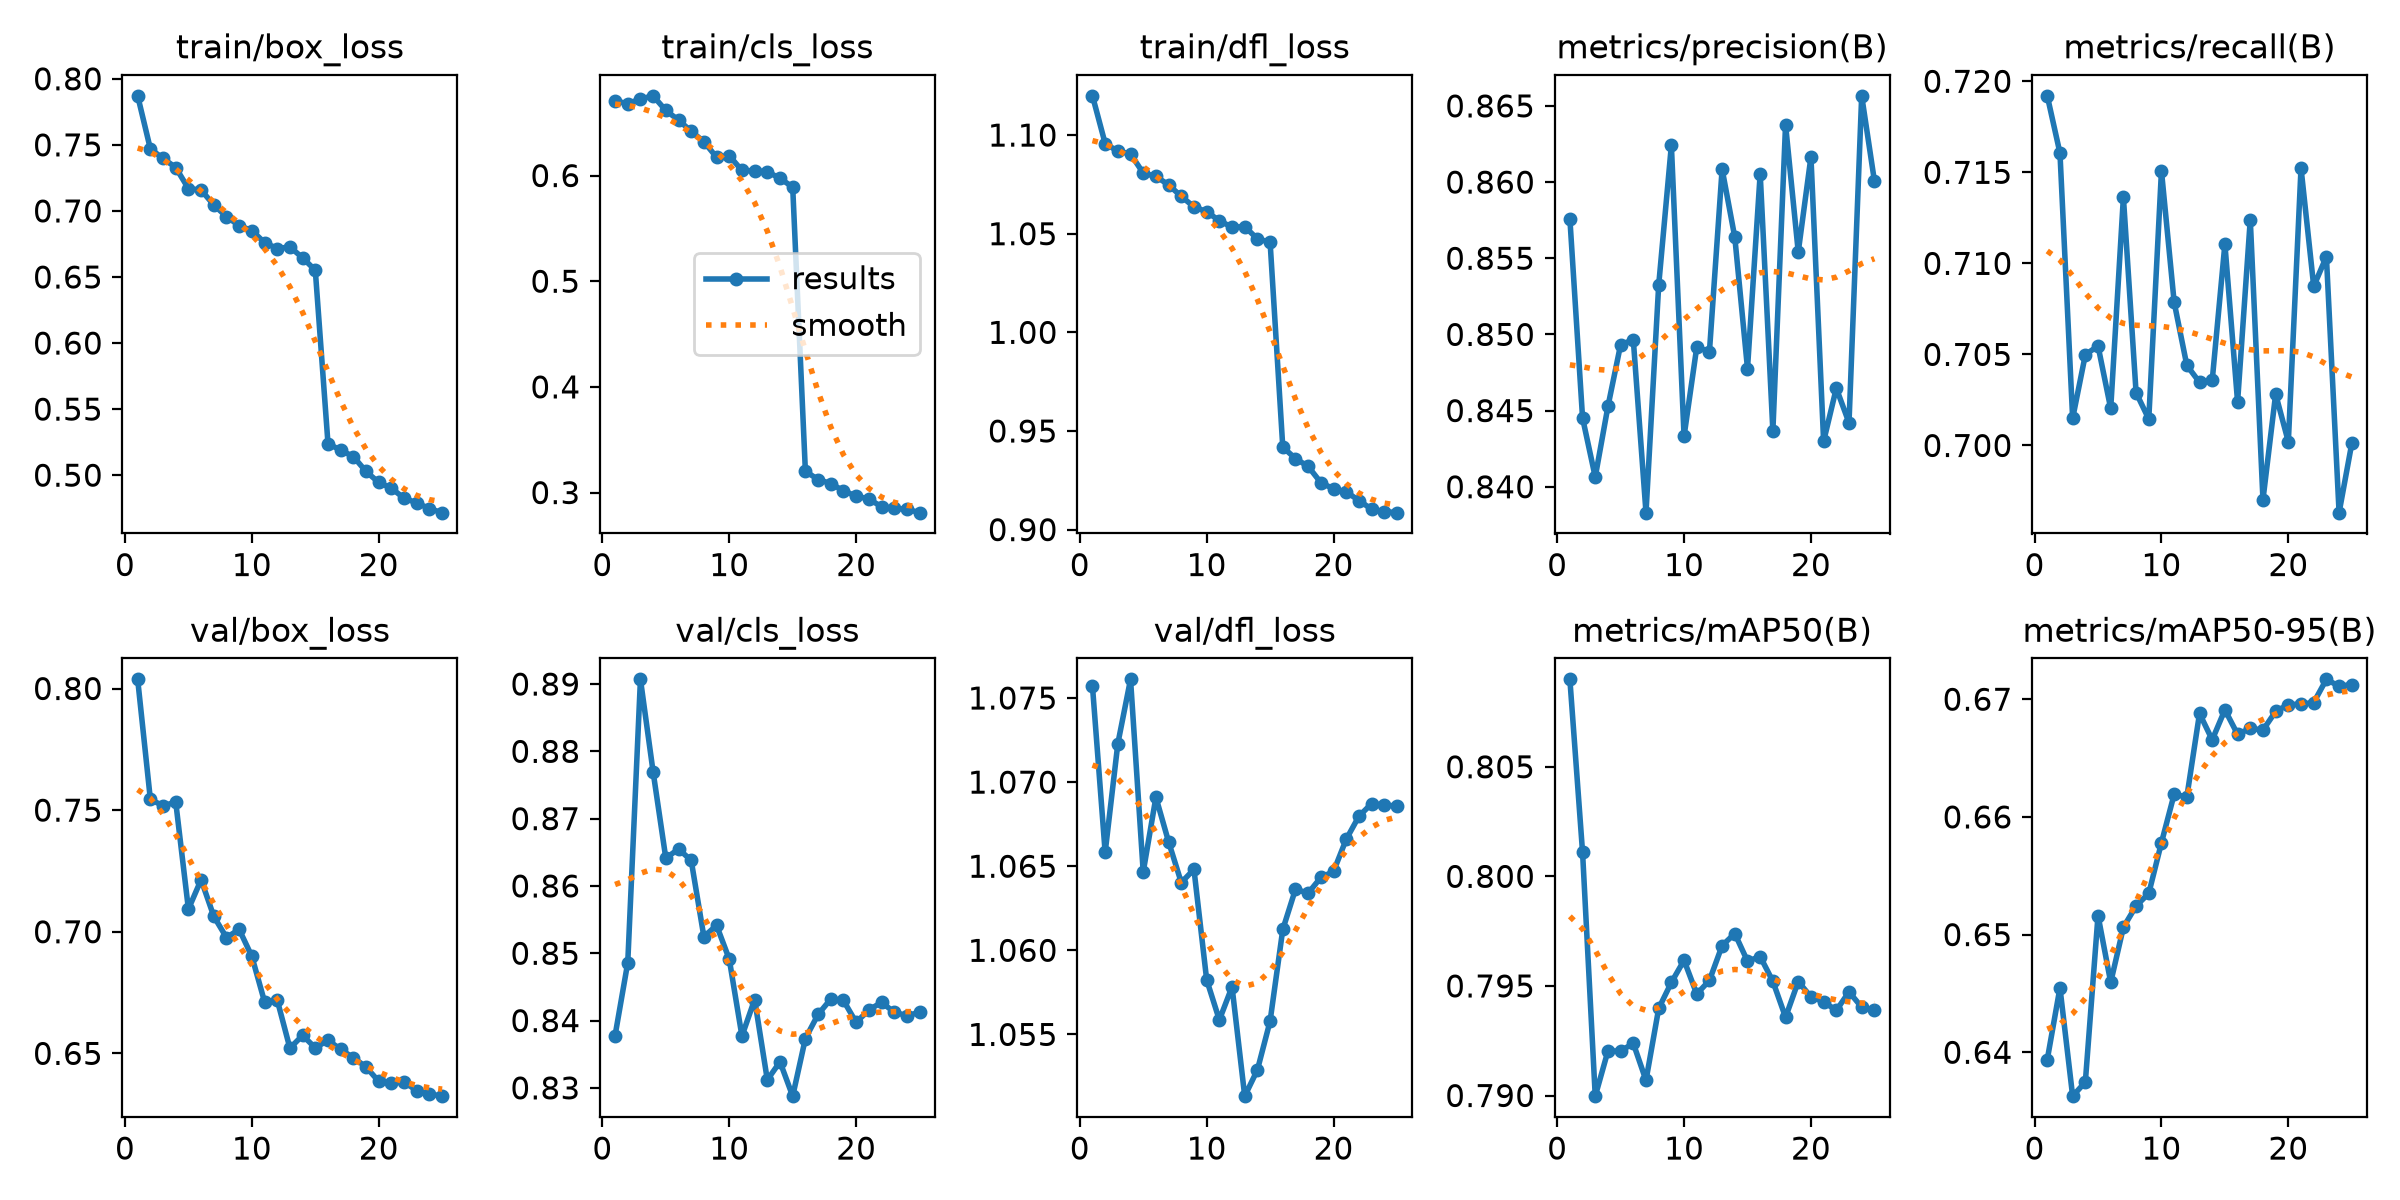 train/box_loss
0.80
0.75
0.70
0.65
0.60
0.55
0.50
0 10 20
train/cls_loss
0.6
0.5
0.4
0.3
results
smooth
0 10 20
train/dfl_loss
1.10
1.05
1.00
0.95
0.90
0 10 20
metrics/precision(B)
0.865
0.860
0.855
0.850
0.845
0.840
0 10 20
metrics/recall(B)
0.720
0.715
0.710
0.705
0.700
0 10 20
val/box_loss
0.80
0.75
0.70
0.65
0 10 20
val/cls_loss
0.89
0.88
0.87
0.86
0.85
0.84
0.83
0 10 20
val/dfl_loss
1.075
1.070
1.065
1.060
1.055
0 10 20
metrics/mAP50(B)
0.805
0.800
0.795
0.790
0 10 20
metrics/mAP50-95(B)
0.67
0.66
0.65
0.64
0 10 20